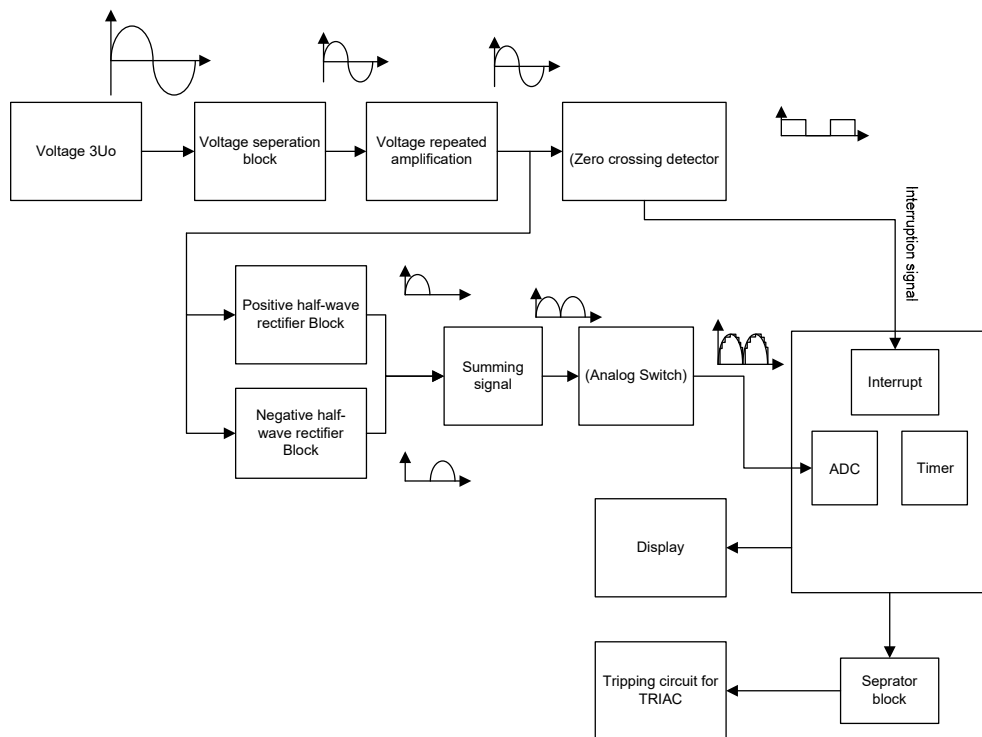 Voltage 3Uo
Voltage seperation
block
Voltage repeated
amplification
(Zero crossing detector
Interruption signal
Positive half-wave
rectifier Block
Negative half-
wave rectifier
Block
Summing
signal
(Analog Switch)
Interrupt
ADC
Timer
Display
Tripping circuit for
TRIAC
Seprator
block